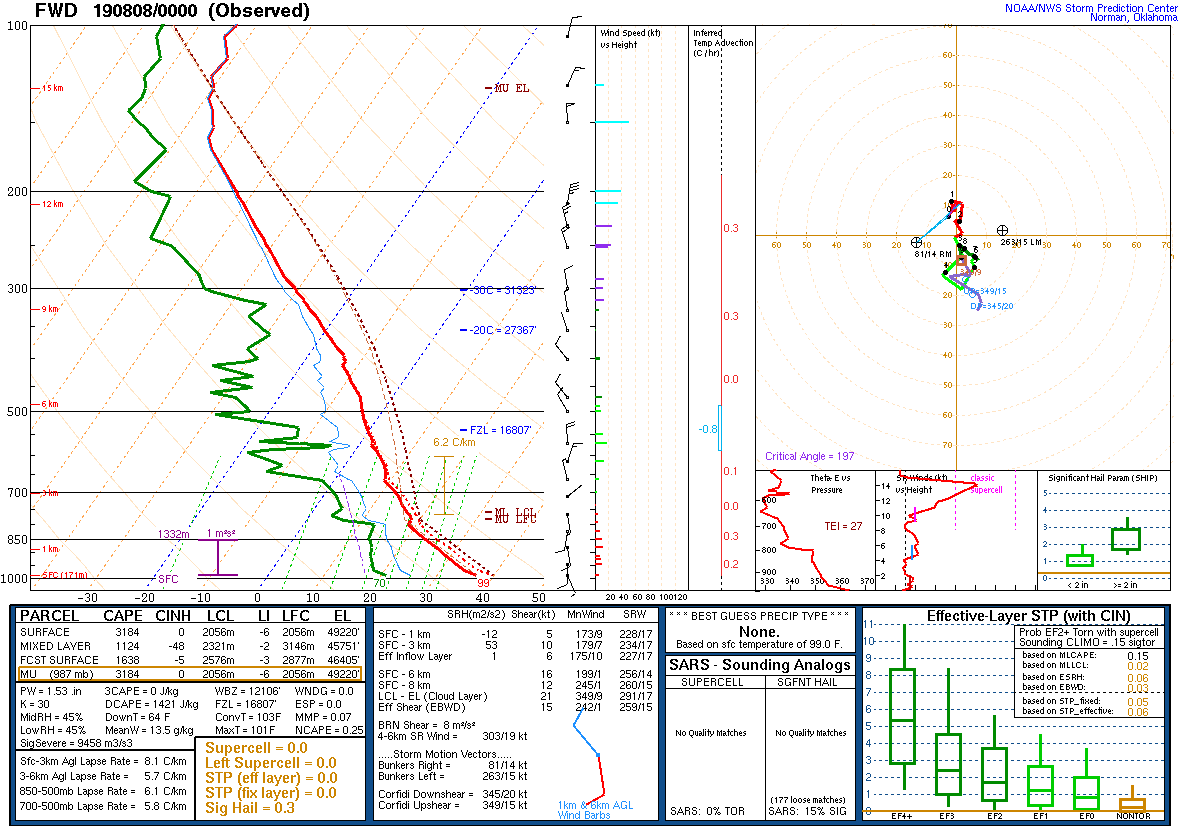 FWD 190808/0000 (Observed)
NOAA/NWS Storm Prediction Center
Norman, Oklahoma
100
200
300
400
500
700
850
1000
15 km
12 km
9 km
6 km
3 km
1 km
SFC (171m)
-30 -20 -10 0 10 20 30 40 50
MU EL
-30C = 31323'
-20C = 27367'
FZL = 16807'
6.2 C/km
ML LCL
MU LFC
1332m
1 m²s²
SFC
70
99
Wind Speed (kt)
vs Height
20 40 60 80 100 120
Inferred
Temp Advection
(C / hr)
0.3
0.3
0.0
-0.8
0.1
0.0
0.3
0.2
70
60
50
40
30
20
10
60 50 40 30 20 10 20 30 40 50 60 70
20
30
40
50
60
70
263/15 LM
81/14 RM
DP=349/15
DP=345/20
Critical Angle = 197
Theta-E vs
Pressure
TEI = 27
600
700
800
900
330 340 350 360 370
SR Winds (kt)
vs Height
classic
supercell
14
12
10
8
6
4
2
Significant Hail Param (SHIP)
5
4
3
2
1
0
< 2 in >= 2 in
PARCEL CAPE CINH LCL LI LFC EL
SURFACE 3184 0 2056m -6 2056m 49220'
MIXED LAYER 1124 -48 2321m -2 3146m 45751'
FCST SURFACE 1638 -5 2576m -3 2877m 46405'
MU (987 mb) 3184 0 2056m -6 2056m 49220'
PW = 1.53 in 3CAPE = 0 J/kg WBZ = 12106' WNDG = 0.0
K = 30 DCAPE = 1421 J/kg FZL = 16807' ESP = 0.0
MidRH = 45% DownT = 64 F ConvT = 103F MMP = 0.07
LowRH = 45% MeanW = 13.5 g/kg MaxT = 101F NCAPE = 0.25
SigSevere = 9458 m3/s3
Sfc-3km Agl Lapse Rate = 8.1 C/km
3-6km Agl Lapse Rate = 5.7 C/km
850-500mb Lapse Rate = 6.1 C/km
700-500mb Lapse Rate = 5.8 C/km
Supercell = 0.0
Left Supercell = 0.0
STP (eff layer) = 0.0
STP (fix layer) = 0.0
Sig Hail = 0.3
SRH(m2/s2) Shear(kt) MnWind SRW
SFC - 1 km -12 5 173/9 228/17
SFC - 3 km 53 10 179/7 234/17
Eff Inflow Layer 1 6 175/10 227/17
SFC - 6 km 16 199/1 256/14
SFC - 8 km 12 245/1 260/15
LCL - EL (Cloud Layer) 21 349/9 291/17
Eff Shear (EBWD) 15 242/1 259/15
BRN Shear = 8 m²/s²
4-6km SR Wind = 303/19 kt
.....Storm Motion Vectors.....
Bunkers Right = 81/14 kt
Bunkers Left = 263/15 kt
Corfidi Downshear = 345/20 kt
Corfidi Upshear = 349/15 kt
1km & 6km AGL
Wind Barbs
* * * BEST GUESS PRECIP TYPE * * *
None.
Based on sfc temperature of 99.0 F.
SARS - Sounding Analogs
SUPERCELL SGFNT HAIL
No Quality Matches No Quality Matches
(177 loose matches)
SARS: 0% TOR SARS: 15% SIG
Effective-Layer STP (with CIN)
11
10
9
8
7
6
5
4
3
2
1
0
EF4+ EF3 EF2 EF1 EF0 NONTOR
Prob EF2+ Torn with supercell
Sounding CLIMO = .15 sigtor
based on MLCAPE: 0.15
based on MLLCL: 0.02
based on ESRH: 0.06
based on EBWD: 0.03
based on STP_fixed: 0.05
based on STP_effective: 0.06